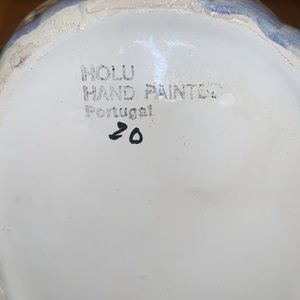 HOLU
HAND PAINTED
Portugal
20